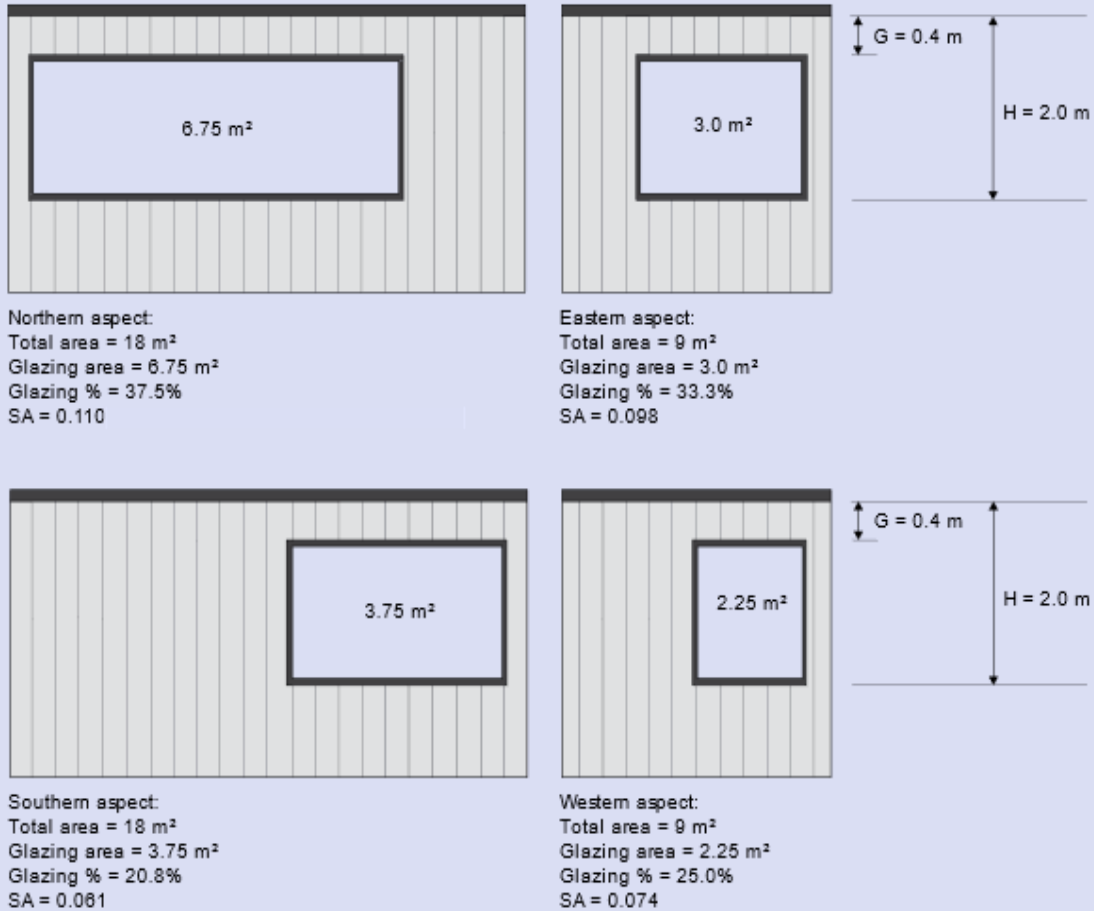 6.75 m²
3.0 m²
G = 0.4 m
H = 2.0 m
Northern aspect:
Total area = 18 m²
Glazing area = 6.75 m²
Glazing % = 37.5%
SA = 0.110
Eastern aspect:
Total area = 9 m²
Glazing area = 3.0 m²
Glazing % = 33.3%
SA = 0.098
3.75 m²
2.25 m²
G = 0.4 m
H = 2.0 m
Southern aspect:
Total area = 18 m²
Glazing area = 3.75 m²
Glazing % = 20.8%
SA = 0.061
Western aspect:
Total area = 9 m²
Glazing area = 2.25 m²
Glazing % = 25.0%
SA = 0.074